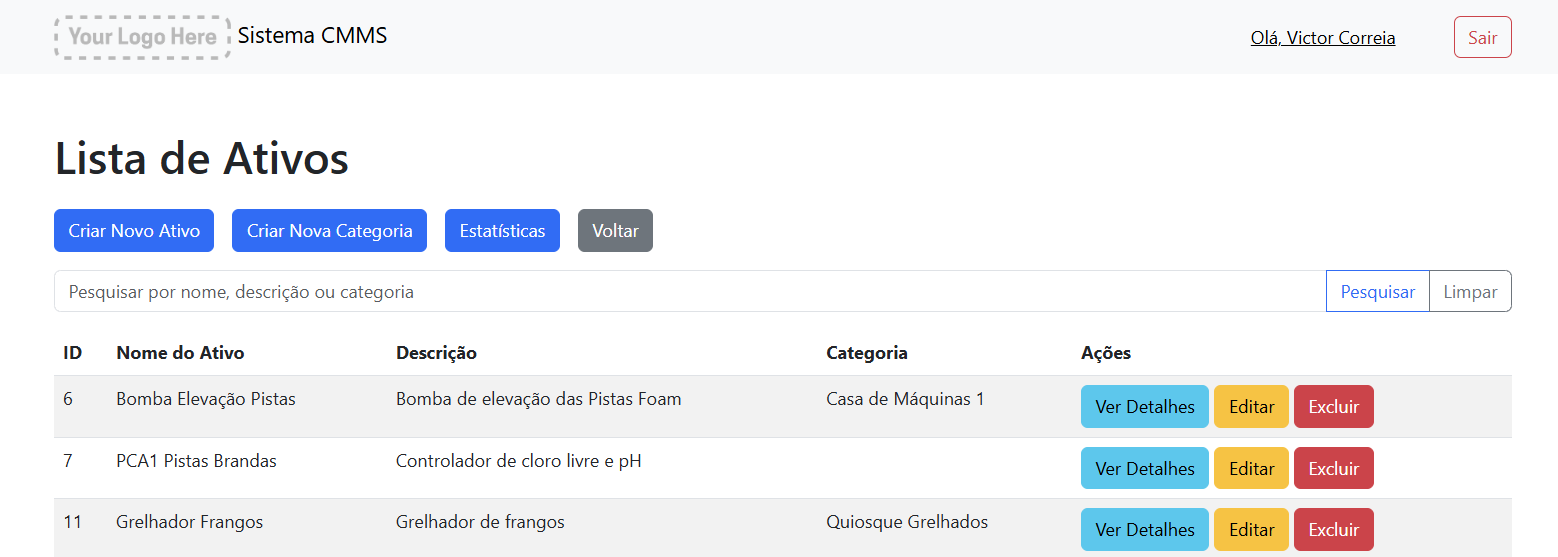 Your Logo Here Sistema CMMS Olá, Victor Correia Sair
Lista de Ativos
Criar Novo Ativo Criar Nova Categoria Estatísticas Voltar
Pesquisar por nome, descrição ou categoria Pesquisar Limpar
ID Nome do Ativo Descrição Categoria Ações
6 Bomba Elevação Pistas Bomba de elevação das Pistas Foam Casa de Máquinas 1 Ver Detalhes Editar Excluir
7 PCA1 Pistas Brandas Controlador de cloro livre e pH Ver Detalhes Editar Excluir
11 Grelhador Frangos Grelhador de frangos Quiosque Grelhados Ver Detalhes Editar Excluir